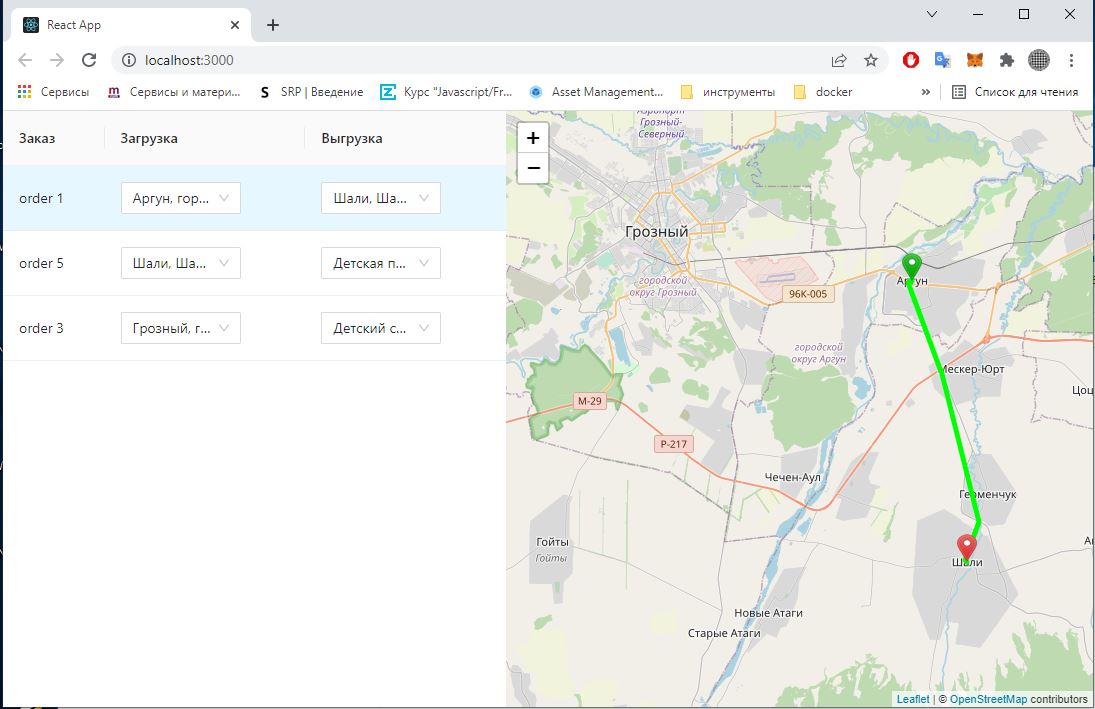 React App
localhost:3000
Сервисы
Сервисы и матери...
SRP | Введение
Курс "Javascript/Fr...
Asset Management...
инструменты
docker
»
Список для чтения
Заказ Загрузка Выгрузка
order 1 Аргун, гор... Шали, Ша...
order 5 Шали, Ша... Детская п...
order 3 Грозный, г... Детский с...
+
−
Аэропорт
Грозный-
Северный
Грозный
городской
округ Грозный
96К-005
Аргун
городской
округ Аргун
Мескер-Юрт
Цоц
М-29
Р-217
Чечен-Аул
Герменчук
Гойты
Гойты
Шали
Новые Атаги
Старые Атаги
Leaflet | © OpenStreetMap contributors